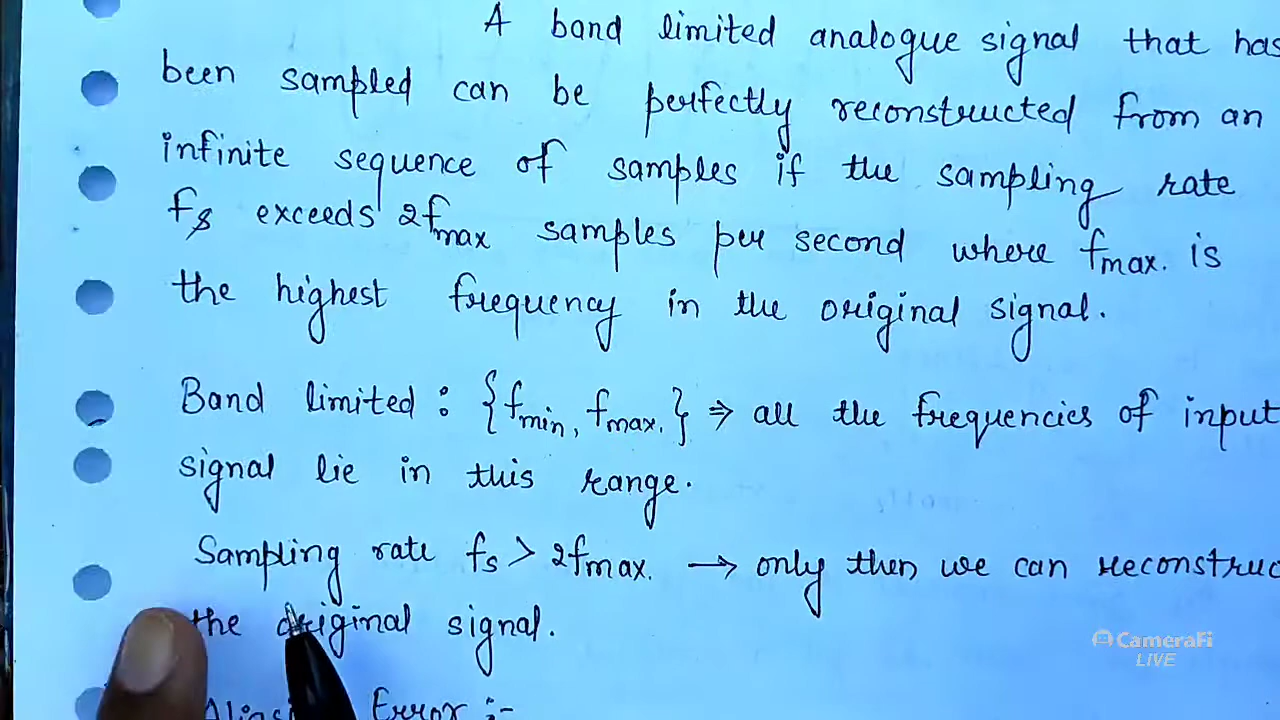 A band limited analogue signal that has
been sampled can be perfectly reconstructed from an
infinite sequence of samples if the sampling rate
fs exceeds 2fmax samples per second where fmax. is
the highest frequency in the original signal.
Band limited : {fmin, fmax.} ⇒ all the frequencies of input
signal lie in this range.
Sampling rate fs > 2fmax. → only then we can reconstruc
the original signal.
Error :-
CameraFi
LIVE